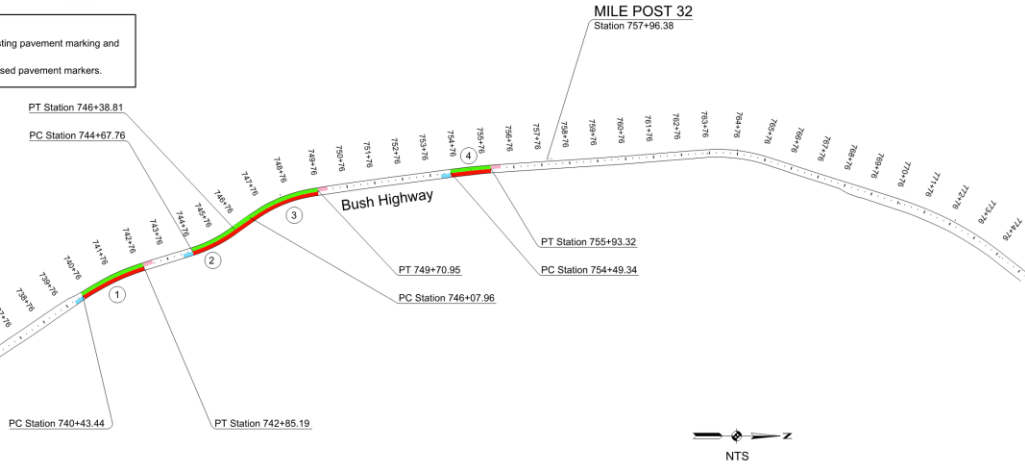 MILE POST 32
Station 757+96.38
sting pavement marking and
sed pavement markers.
PT Station 746+38.81
PC Station 744+67.76
37+76
738+76
739+76
740+76
741+76
742+76
743+76
744+76
745+76
746+76
747+76
748+76
749+76
750+76
751+76
752+76
753+76
754+76
755+76
756+76
757+76
758+76
759+76
760+76
761+76
762+76
763+76
764+76
765+76
766+76
767+76
768+76
769+76
770+76
771+76
772+76
773+76
774+76
1
2
3
4
Bush Highway
PT Station 755+93.32
PC Station 754+49.34
PT 749+70.95
PC Station 746+07.96
PC Station 740+43.44
PT Station 742+85.19
Z
NTS